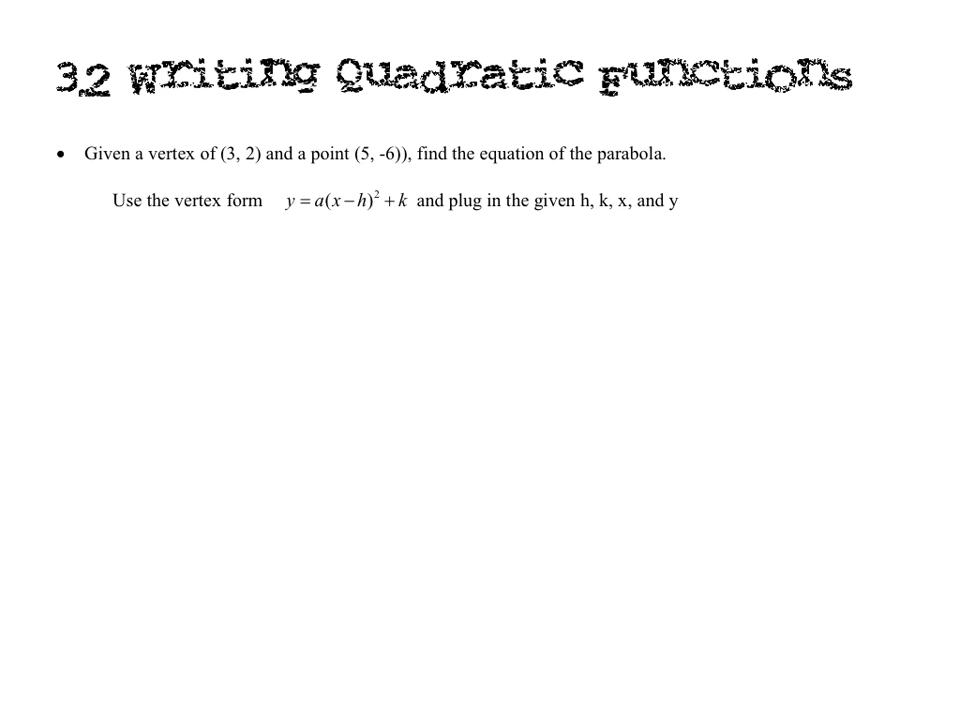 3.2 Writing Quadratic Functions
• Given a vertex of (3, 2) and a point (5, -6)), find the equation of the parabola.
Use the vertex form y = a(x − h)² + k and plug in the given h, k, x, and y